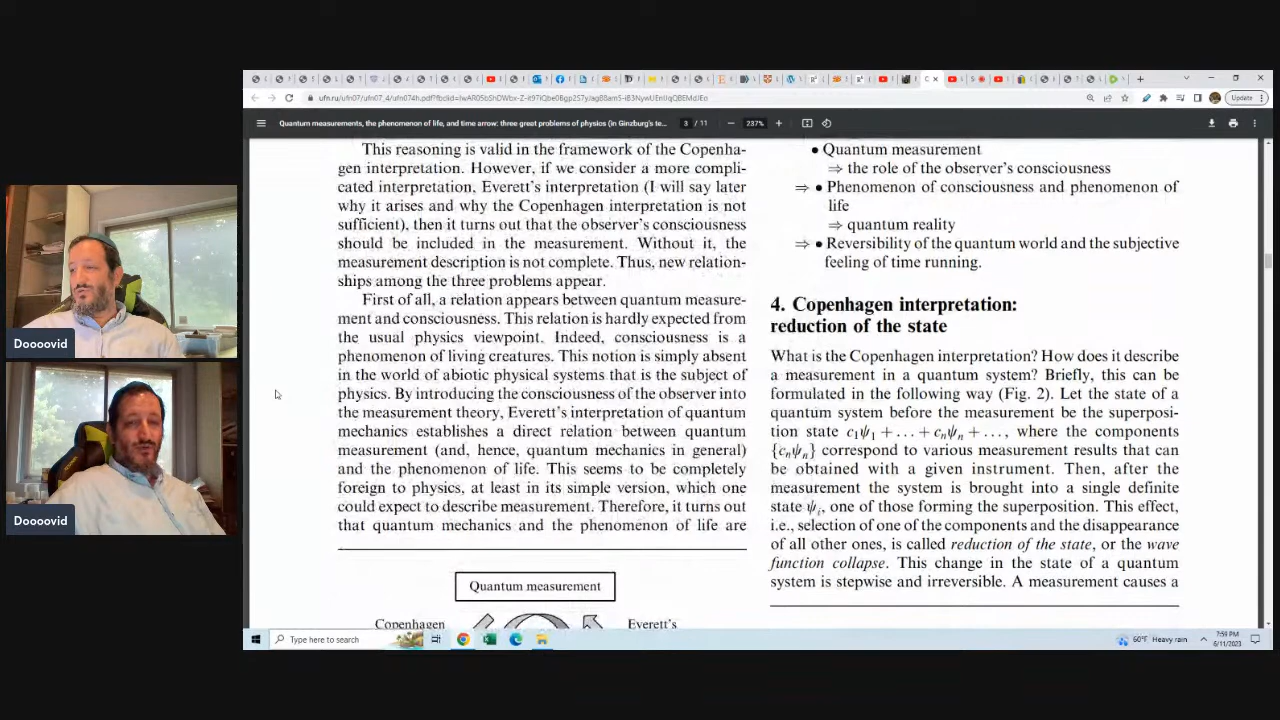 Update
ufn.ru/ufn07/ufn07_4/ufn074h.pdf?fbclid=
Quantum measurements, the phenomenon of life, and time arrow: three great problems of physics (in Ginzburg's te...
3 / 11
237%
This reasoning is valid in the framework of the Copenha-
gen interpretation. However, if we consider a more compli-
cated interpretation, Everett's interpretation (I will say later
why it arises and why the Copenhagen interpretation is not
sufficient), then it turns out that the observer's consciousness
should be included in the measurement. Without it, the
measurement description is not complete. Thus, new relation-
ships among the three problems appear.
First of all, a relation appears between quantum measure-
ment and consciousness. This relation is hardly expected from
the usual physics viewpoint. Indeed, consciousness is a
phenomenon of living creatures. This notion is simply absent
in the world of abiotic physical systems that is the subject of
physics. By introducing the consciousness of the observer into
the measurement theory, Everett's interpretation of quantum
mechanics establishes a direct relation between quantum
measurement (and, hence, quantum mechanics in general)
and the phenomenon of life. This seems to be completely
foreign to physics, at least in its simple version, which one
could expect to describe measurement. Therefore, it turns out
that quantum mechanics and the phenomenon of life are
Quantum measurement
Copenhagen
Everett's
• Quantum measurement
⇒ the role of the observer's consciousness
⇒ • Phenomenon of consciousness and phenomenon of
life
⇒ quantum reality
⇒ • Reversibility of the quantum world and the subjective
feeling of time running.
4. Copenhagen interpretation:
reduction of the state
What is the Copenhagen interpretation? How does it describe
a measurement in a quantum system? Briefly, this can be
formulated in the following way (Fig. 2). Let the state of a
quantum system before the measurement be the superposi-
tion state c₁ψ₁ + ... + cₙψₙ + ..., where the components
{cₙψₙ} correspond to various measurement results that can
be obtained with a given instrument. Then, after the
measurement the system is brought into a single definite
state ψᵢ, one of those forming the superposition. This effect,
i.e., selection of one of the components and the disappearance
of all other ones, is called reduction of the state, or the wave
function collapse. This change in the state of a quantum
system is stepwise and irreversible. A measurement causes a
Doooovid
Doooovid
Type here to search
60°F Heavy rain
7:59 PM
6/11/2023